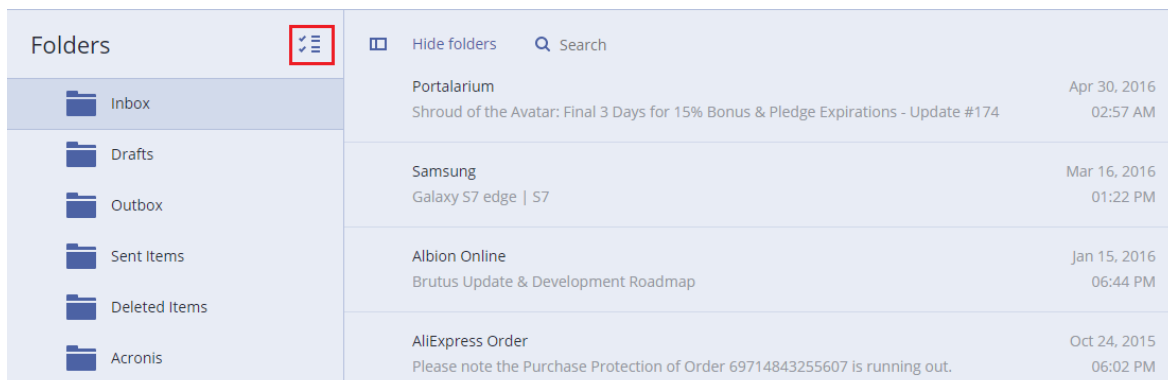 Folders
Inbox
Drafts
Outbox
Sent Items
Deleted Items
Acronis
Hide folders
Search
Portalarium
Apr 30, 2016
Shroud of the Avatar: Final 3 Days for 15% Bonus & Pledge Expirations - Update #174
02:57 AM
Samsung
Mar 16, 2016
Galaxy S7 edge | S7
01:22 PM
Albion Online
Jan 15, 2016
Brutus Update & Development Roadmap
06:44 PM
AliExpress Order
Oct 24, 2015
Please note the Purchase Protection of Order 69714843255607 is running out.
06:02 PM